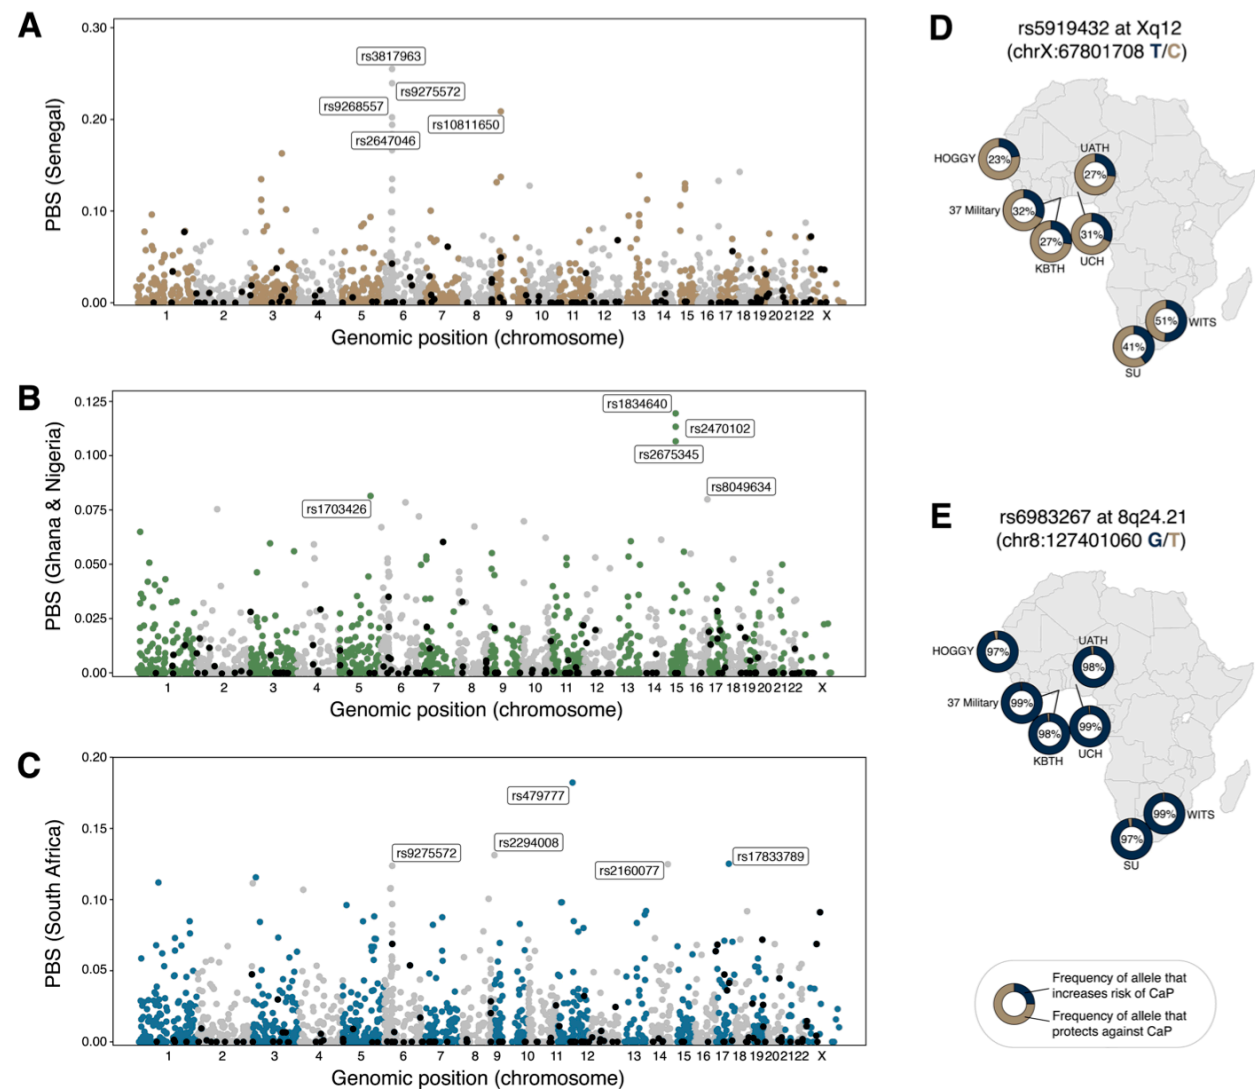 A
PBS (Senegal)
0.30
0.20
0.10
0.00
rs3817963
rs9275572
rs9268557
rs10811650
rs2647046
1 2 3 4 5 6 7 8 9 10 11 12 13 14 15 16 17 18 19 20 21 22 X
Genomic position (chromosome)
B
PBS (Ghana & Nigeria)
0.125
0.100
0.075
0.050
0.025
0.00
rs1834640
rs2470102
rs2675345
rs8049634
rs1703426
1 2 3 4 5 6 7 8 9 10 11 12 13 14 15 16 17 18 19 20 21 22 X
Genomic position (chromosome)
C
PBS (South Africa)
0.20
0.15
0.10
0.05
0.00
rs479777
rs9275572
rs2294008
rs2160077
rs17833789
1 2 3 4 5 6 7 8 9 10 11 12 13 14 15 16 17 18 19 20 21 22 X
Genomic position (chromosome)
D
rs5919432 at Xq12
(chrX:67801708 T/C)
HOGGY
23%
UATH
27%
37 Military
32%
27%
KBTH
31%
UCH
51%
WITS
41%
SU
E
rs6983267 at 8q24.21
(chr8:127401060 G/T)
HOGGY
97%
UATH
98%
37 Military
99%
98%
KBTH
99%
UCH
99%
WITS
97%
SU
Frequency of allele that
increases risk of CaP
Frequency of allele that
protects against CaP